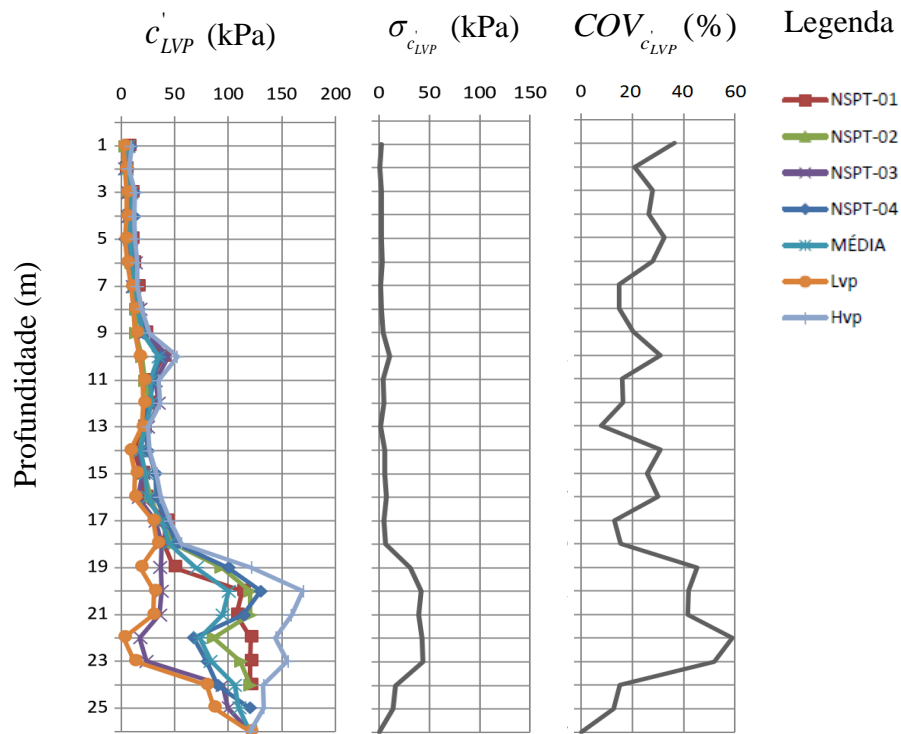 c'LVP (kPa)
σc'LVP (kPa)
COVc'LVP (%)
Legenda
0 50 100 150 200
0 50 100 150
0 20 40 60
Profundidade (m)
1
3
5
7
9
11
13
15
17
19
21
23
25
NSPT-01
NSPT-02
NSPT-03
NSPT-04
MÉDIA
Lvp
Hvp